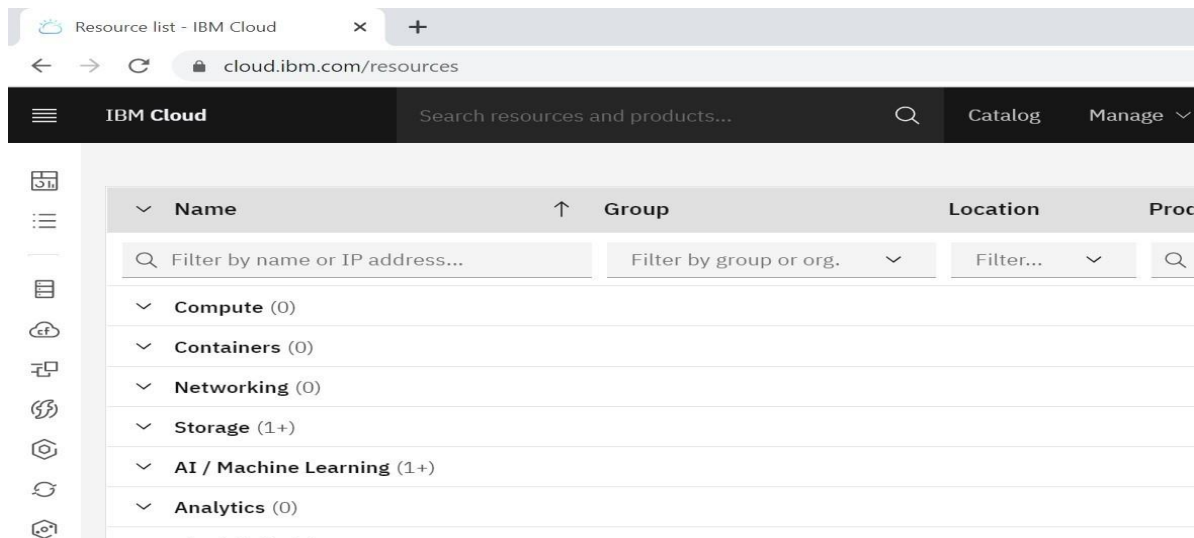 Resource list - IBM Cloud
cloud.ibm.com/resources
IBM Cloud Search resources and products... Catalog Manage
Name Group Location Prod
Filter by name or IP address... Filter by group or org. Filter...
Compute (0)
cf
Containers (0)
Networking (0)
Storage (1+)
AI / Machine Learning (1+)
Analytics (0)